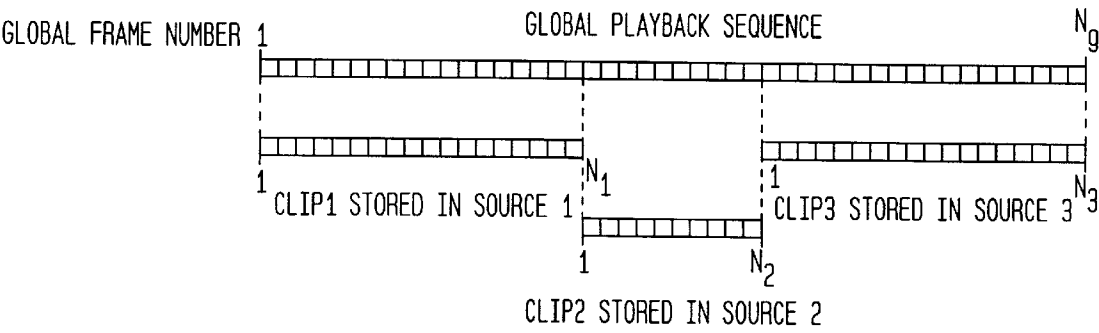 GLOBAL FRAME NUMBER 1 GLOBAL PLAYBACK SEQUENCE Ng
1 N1 1 N3
CLIP1 STORED IN SOURCE 1 CLIP3 STORED IN SOURCE 3
1 N2
CLIP2 STORED IN SOURCE 2